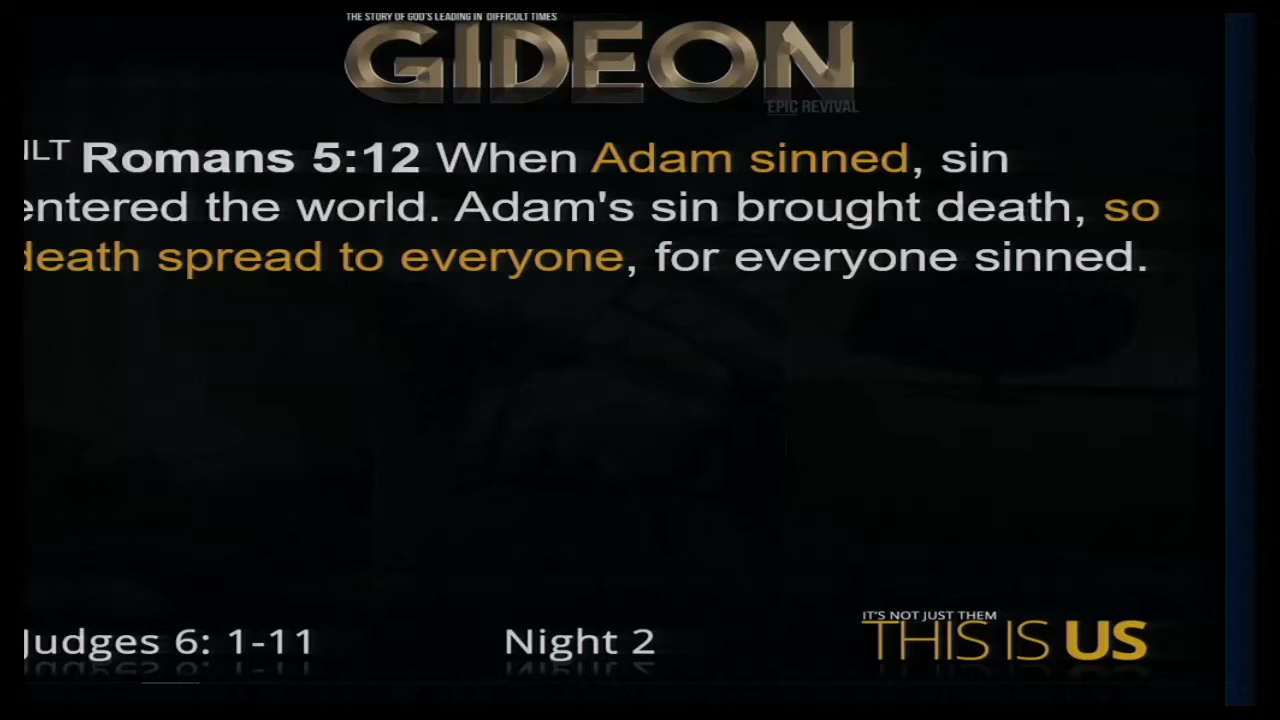 THE STORY OF GOD'S LEADING IN DIFFICULT TIMES
GIDEON
EPIC REVIVAL
NLT Romans 5:12 When Adam sinned, sin
entered the world. Adam's sin brought death, so
death spread to everyone, for everyone sinned.
Judges 6: 1-11
Night 2
IT'S NOT JUST THEM
THIS IS US